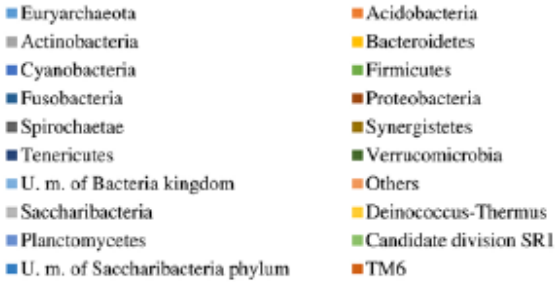 Euryarchaeota
Acidobacteria
Actinobacteria
Bacteroidetes
Cyanobacteria
Firmicutes
Fusobacteria
Proteobacteria
Spirochaetae
Synergistetes
Tenericutes
Verrucomicrobia
U. m. of Bacteria kingdom
Others
Saccharibacteria
Deinococcus-Thermus
Planctomycetes
Candidate division SR1
U. m. of Saccharibacteria phylum
TM6